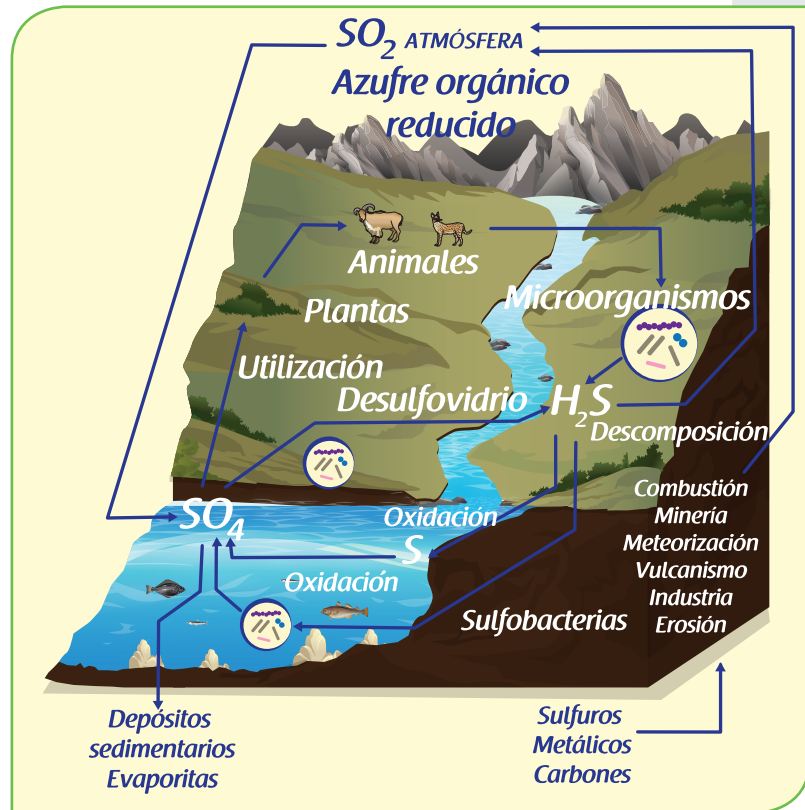 SO2 ATMÓSFERA
Azufre orgánico
reducido
Animales
Microorganismos
Plantas
Utilización
Desulfovidrio
H2S
Descomposición
SO4
Oxidación
S
Oxidación
Sulfobacterias
Combustión
Minería
Meteorización
Vulcanismo
Industria
Erosión
Depósitos
sedimentarios
Evaporitas
Sulfuros
Metálicos
Carbones